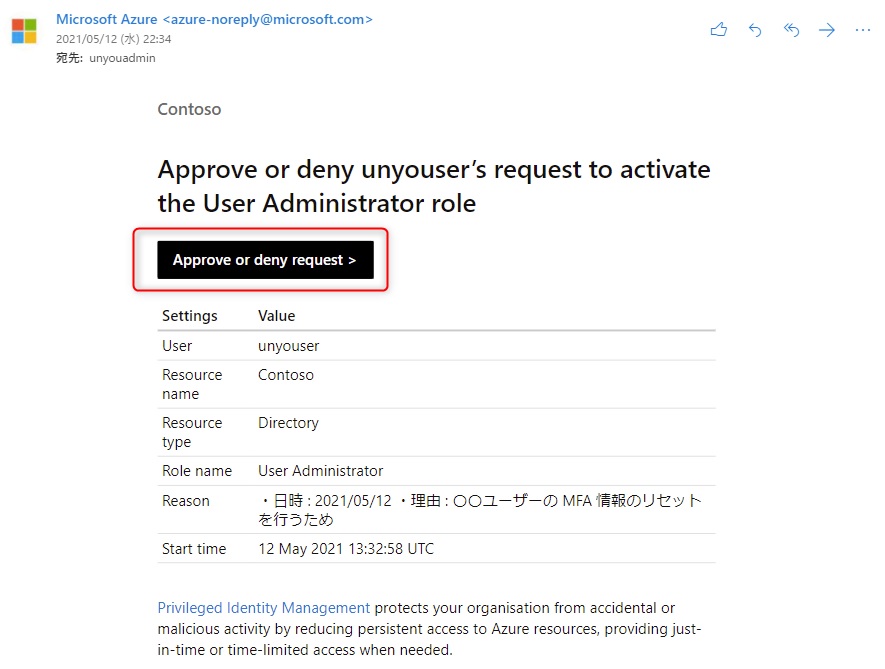 Microsoft Azure <azure-noreply@microsoft.com>
2021/05/12 (水) 22:34
宛先: unyouadmin
Contoso
Approve or deny unyouser’s request to activate
the User Administrator role
Approve or deny request >
Settings Value
User unyouser
Resource name Contoso
Resource type Directory
Role name User Administrator
Reason ・日時 : 2021/05/12 ・理由 : 〇〇ユーザーの MFA 情報のリセット
を行うため
Start time 12 May 2021 13:32:58 UTC
Privileged Identity Management protects your organisation from accidental or
malicious activity by reducing persistent access to Azure resources, providing just-
in-time or time-limited access when needed.